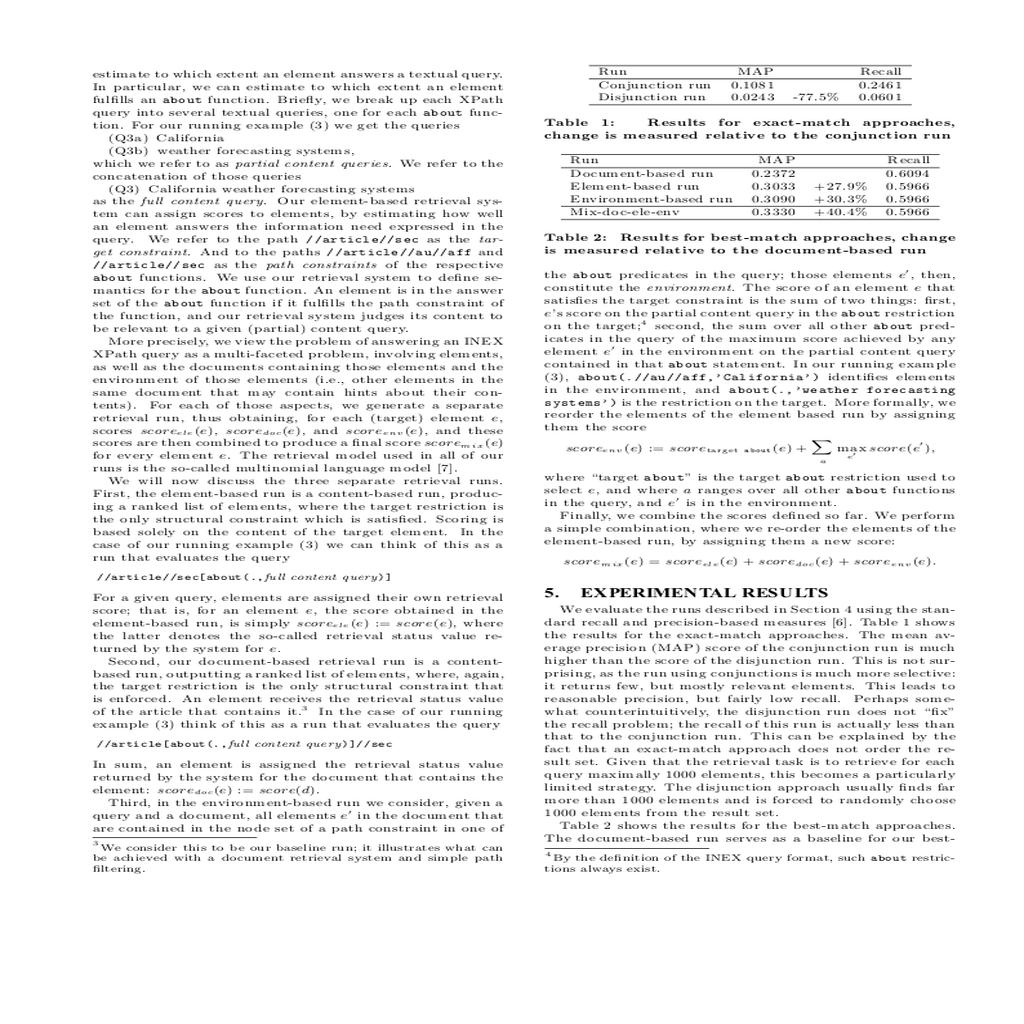 estimate to which extent an element answers a textual query.
In particular, we can estimate to which extent an element
fulfills an about function. Briefly, we break up each XPath
query into several textual queries, one for each about func-
tion. For our running example (3) we get the queries
(Q3a) California
(Q3b) weather forecasting systems,
which we refer to as partial content queries. We refer to the
concatenation of those queries
(Q3) California weather forecasting systems
as the full content query. Our element-based retrieval sys-
tem can assign scores to elements, by estimating how well
an element answers the information need expressed in the
query. We refer to the path //article//sec as the tar-
get constraint. And to the paths //article//au//aff and
//article//sec as the path constraints of the respective
about functions. We use our retrieval system to define se-
mantics for the about function. An element is in the answer
set of the about function if it fulfills the path constraint of
the function, and our retrieval system judges its content to
be relevant to a given (partial) content query.
More precisely, we view the problem of answering an INEX
XPath query as a multi-faceted problem, involving elements,
as well as the documents containing those elements and the
environment of those elements (i.e., other elements in the
same document that may contain hints about their con-
tents). For each of those aspects, we generate a separate
retrieval run, thus obtaining, for each (target) element e,
scores score_ele(e), score_doc(e), and score_env(e), and these
scores are then combined to produce a final score score_mix(e)
for every element e. The retrieval model used in all of our
runs is the so-called multinomial language model [7].
We will now discuss the three separate retrieval runs.
First, the element-based run is a content-based run, produc-
ing a ranked list of elements, where the target restriction is
the only structural constraint which is satisfied. Scoring is
based solely on the content of the target element. In the
case of our running example (3) we can think of this as a
run that evaluates the query
//article//sec[about(.,full content query)]
For a given query, elements are assigned their own retrieval
score; that is, for an element e, the score obtained in the
element-based run, is simply score_ele(e) := score(e), where
the latter denotes the so-called retrieval status value re-
turned by the system for e.
Second, our document-based retrieval run is a content-
based run, outputting a ranked list of elements, where, again,
the target restriction is the only structural constraint that
is enforced. An element receives the retrieval status value
of the article that contains it.³ In the case of our running
example (3) think of this as a run that evaluates the query
//article[about(.,full content query)]//sec
In sum, an element is assigned the retrieval status value
returned by the system for the document that contains the
element: score_doc(e) := score(d).
Third, in the environment-based run we consider, given a
query and a document, all elements e′ in the document that
are contained in the node set of a path constraint in one of
³We consider this to be our baseline run; it illustrates what can
be achieved with a document retrieval system and simple path
filtering.
Run MAP Recall
Conjunction run 0.1081 0.2461
Disjunction run 0.0243 -77.5% 0.0601
Table 1: Results for exact-match approaches,
change is measured relative to the conjunction run
Run MAP Recall
Document-based run 0.2372 0.6094
Element-based run 0.3033 +27.9% 0.5966
Environment-based run 0.3090 +30.3% 0.5966
Mix-doc-ele-env 0.3330 +40.4% 0.5966
Table 2: Results for best-match approaches, change
is measured relative to the document-based run
the about predicates in the query; those elements e′, then,
constitute the environment. The score of an element e that
satisfies the target constraint is the sum of two things: first,
e's score on the partial content query in the about restriction
on the target;⁴ second, the sum over all other about pred-
icates in the query of the maximum score achieved by any
element e′ in the environment on the partial content query
contained in that about statement. In our running example
(3), about(.//au//aff,'California') identifies elements
in the environment, and about(.,'weather forecasting
systems') is the restriction on the target. More formally, we
reorder the elements of the element based run by assigning
them the score
score_env(e) := score_target about(e) + ∑_a max_e′ score(e′),
where “target about” is the target about restriction used to
select e, and where a ranges over all other about functions
in the query, and e′ is in the environment.
Finally, we combine the scores defined so far. We perform
a simple combination, where we re-order the elements of the
element-based run, by assigning them a new score:
score_mix(e) = score_ele(e) + score_doc(e) + score_env(e).
5. EXPERIMENTAL RESULTS
We evaluate the runs described in Section 4 using the stan-
dard recall and precision-based measures [6]. Table 1 shows
the results for the exact-match approaches. The mean av-
erage precision (MAP) score of the conjunction run is much
higher than the score of the disjunction run. This is not sur-
prising, as the run using conjunctions is much more selective:
it returns few, but mostly relevant elements. This leads to
reasonable precision, but fairly low recall. Perhaps some-
what counterintuitively, the disjunction run does not “fix”
the recall problem; the recall of this run is actually less than
that to the conjunction run. This can be explained by the
fact that an exact-match approach does not order the re-
sult set. Given that the retrieval task is to retrieve for each
query maximally 1000 elements, this becomes a particularly
limited strategy. The disjunction approach usually finds far
more than 1000 elements and is forced to randomly choose
1000 elements from the result set.
Table 2 shows the results for the best-match approaches.
The document-based run serves as a baseline for our best-
⁴By the definition of the INEX query format, such about restric-
tions always exist.